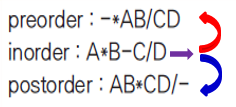 preorder : -*AB/CD
inorder : A*B-C/D
postorder : AB*CD/-